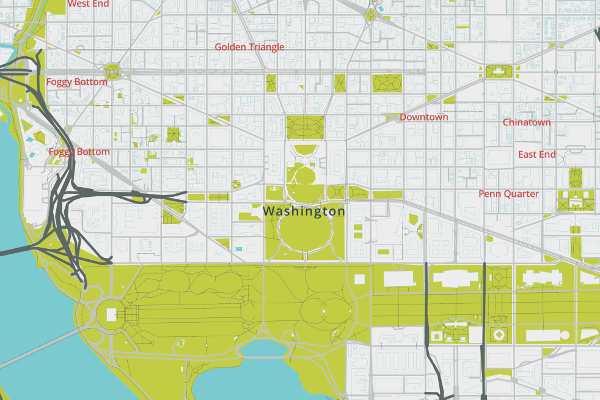 West End
Golden Triangle
Foggy Bottom
Downtown
Chinatown
Foggy Bottom
East End
Penn Quarter
Washington